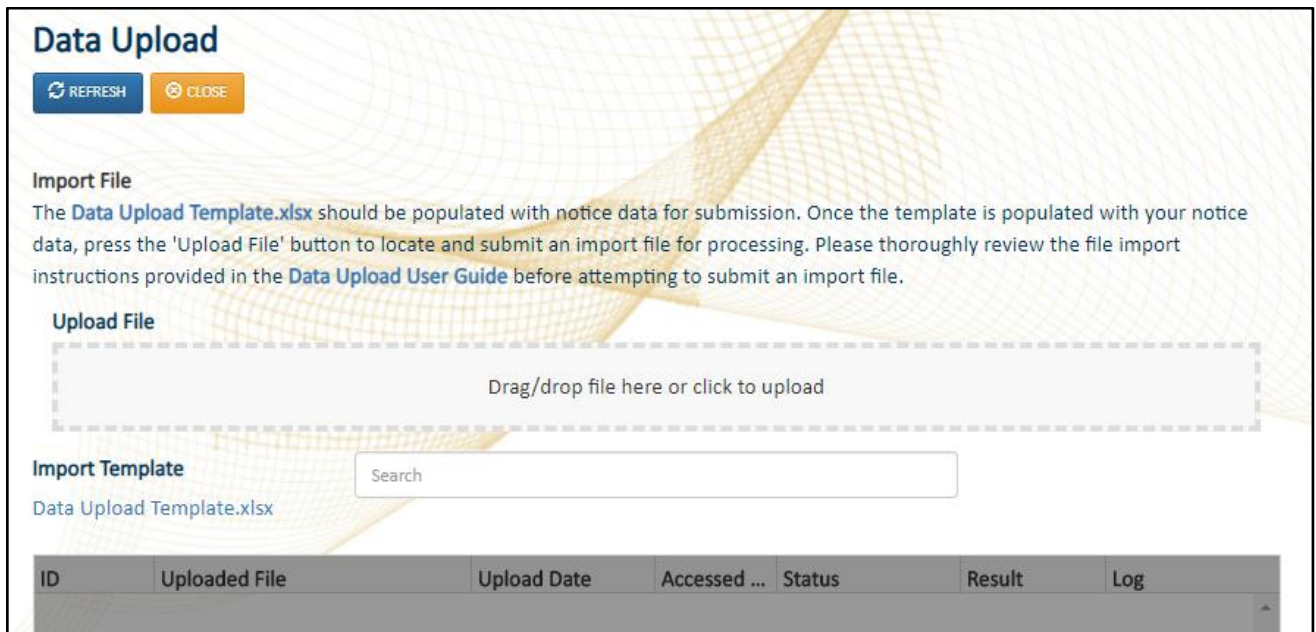 Data Upload
REFRESH CLOSE
Import File
The Data Upload Template.xlsx should be populated with notice data for submission. Once the template is populated with your notice
data, press the 'Upload File' button to locate and submit an import file for processing. Please thoroughly review the file import
instructions provided in the Data Upload User Guide before attempting to submit an import file.
Upload File
Drag/drop file here or click to upload
Import Template Search
Data Upload Template.xlsx
ID Uploaded File Upload Date Accessed ... Status Result Log